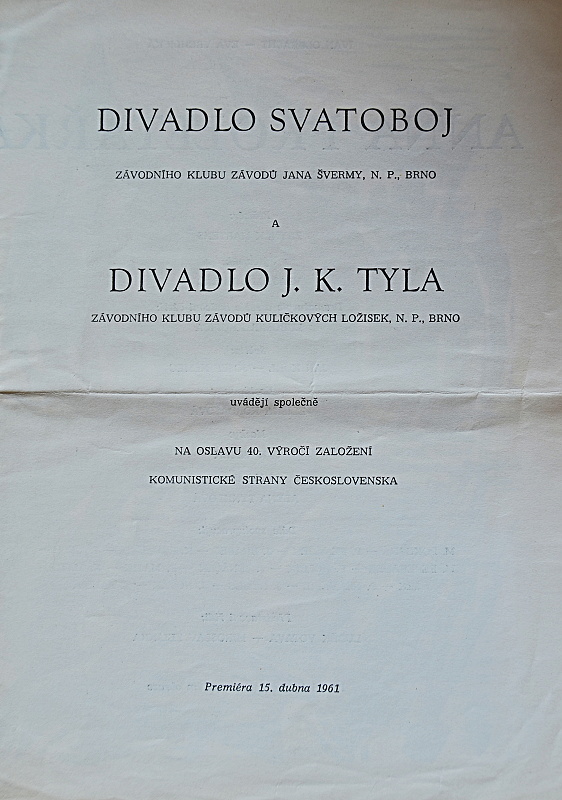 DIVADLO SVATOBOJ
ZÁVODNÍHO KLUBU ZÁVODŮ JANA ŠVERMY, N. P., BRNO
A
DIVADLO J. K. TYLA
ZÁVODNÍHO KLUBU ZÁVODŮ KULIČKOVÝCH LOŽISEK, N. P., BRNO
uvádějí společně
NA OSLAVU 40. VÝROČÍ ZALOŽENÍ
KOMUNISTICKÉ STRANY ČESKOSLOVENSKA
Premiéra 15. dubna 1961